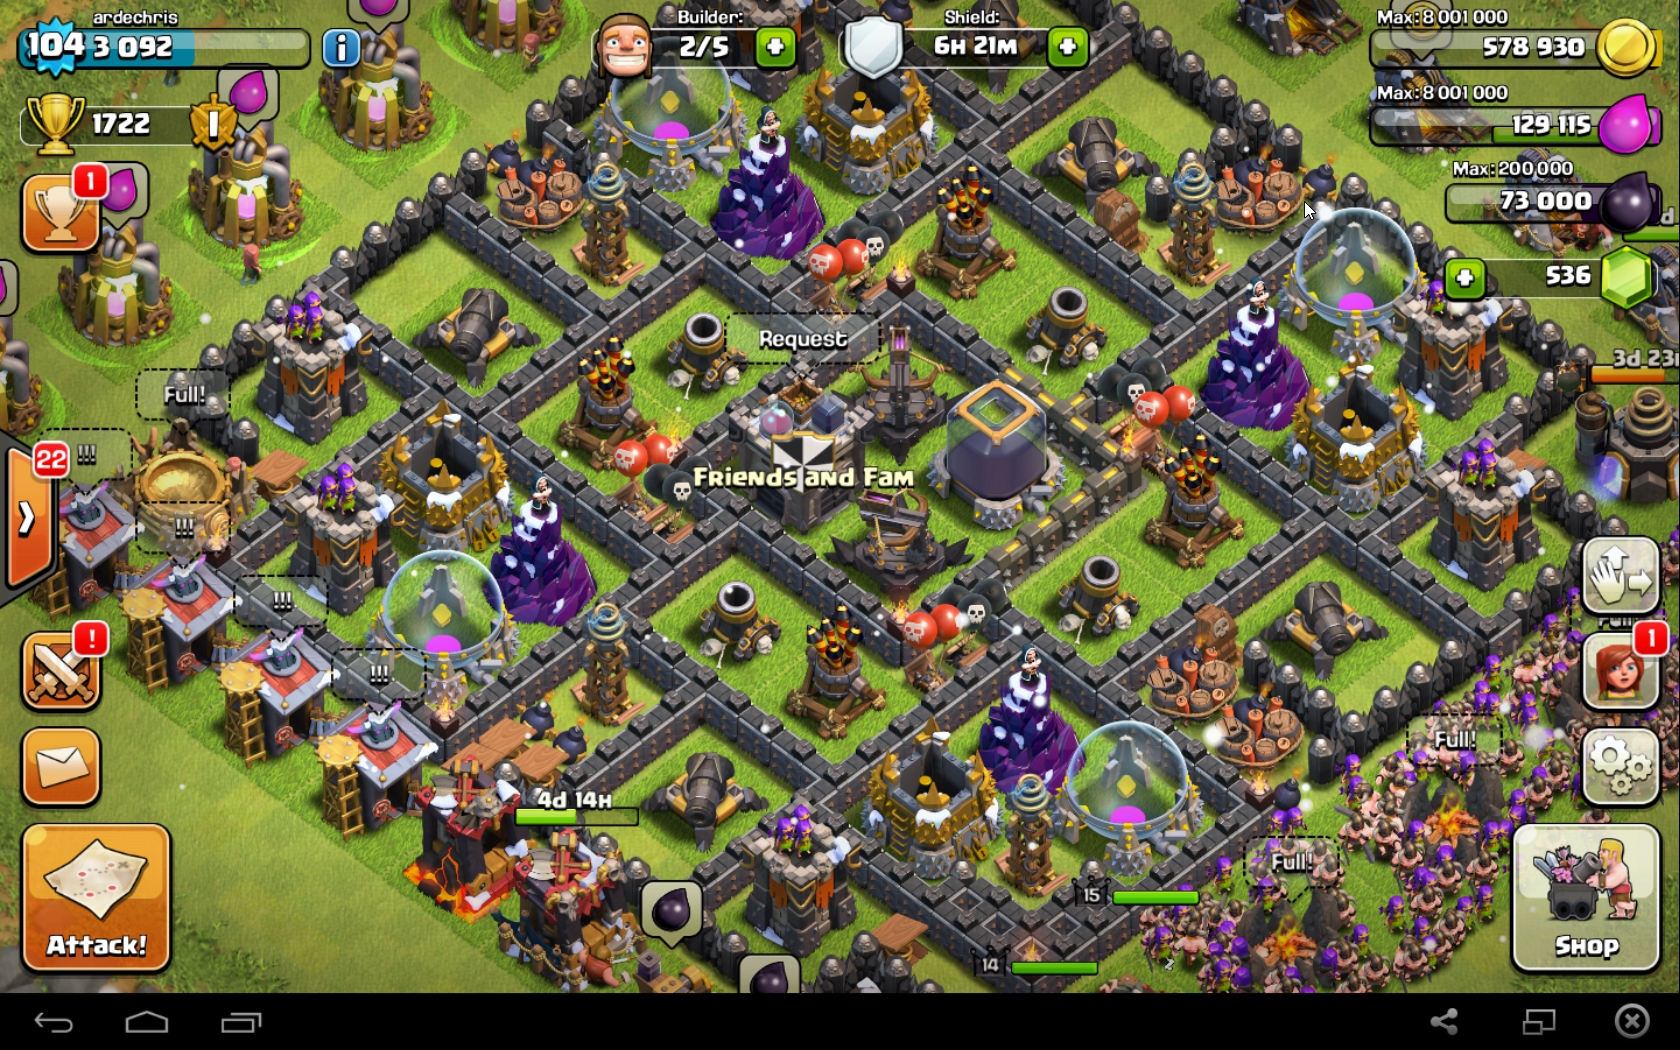 ardechris
104
3 092
Builder:
2/5
Shield:
6H 21M
Max: 8 001 000
578 930
1722
I
Max: 8 001 000
129 115
1
Max: 200 000
73 000
536
Request
3d 23
Full!
22
!!!
Friends and Fam
!!!
!!!
!
!!!
1
Full!
4d 14H
Full!
15
14
Attack!
Shop
z